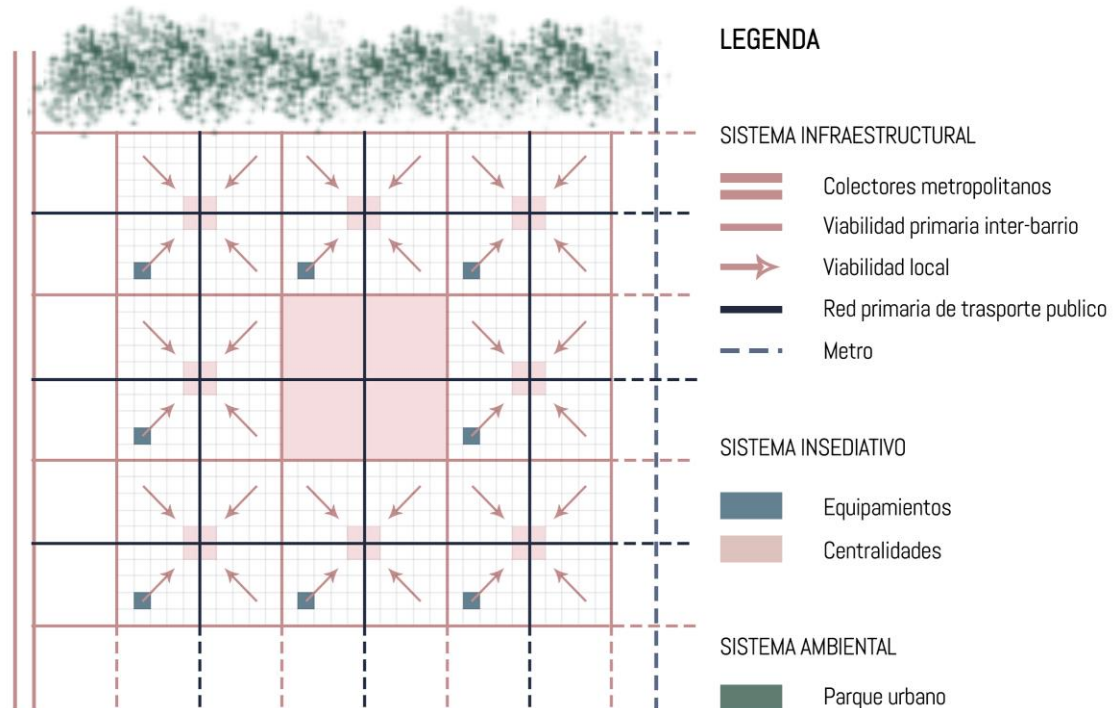 LEGENDA
SISTEMA INFRAESTRUCTURAL
Colectores metropolitanos
Viabilidad primaria inter-barrio
Viabilidad local
Red primaria de trasporte publico
Metro
SISTEMA INSEDIATIVO
Equipamientos
Centralidades
SISTEMA AMBIENTAL
Parque urbano